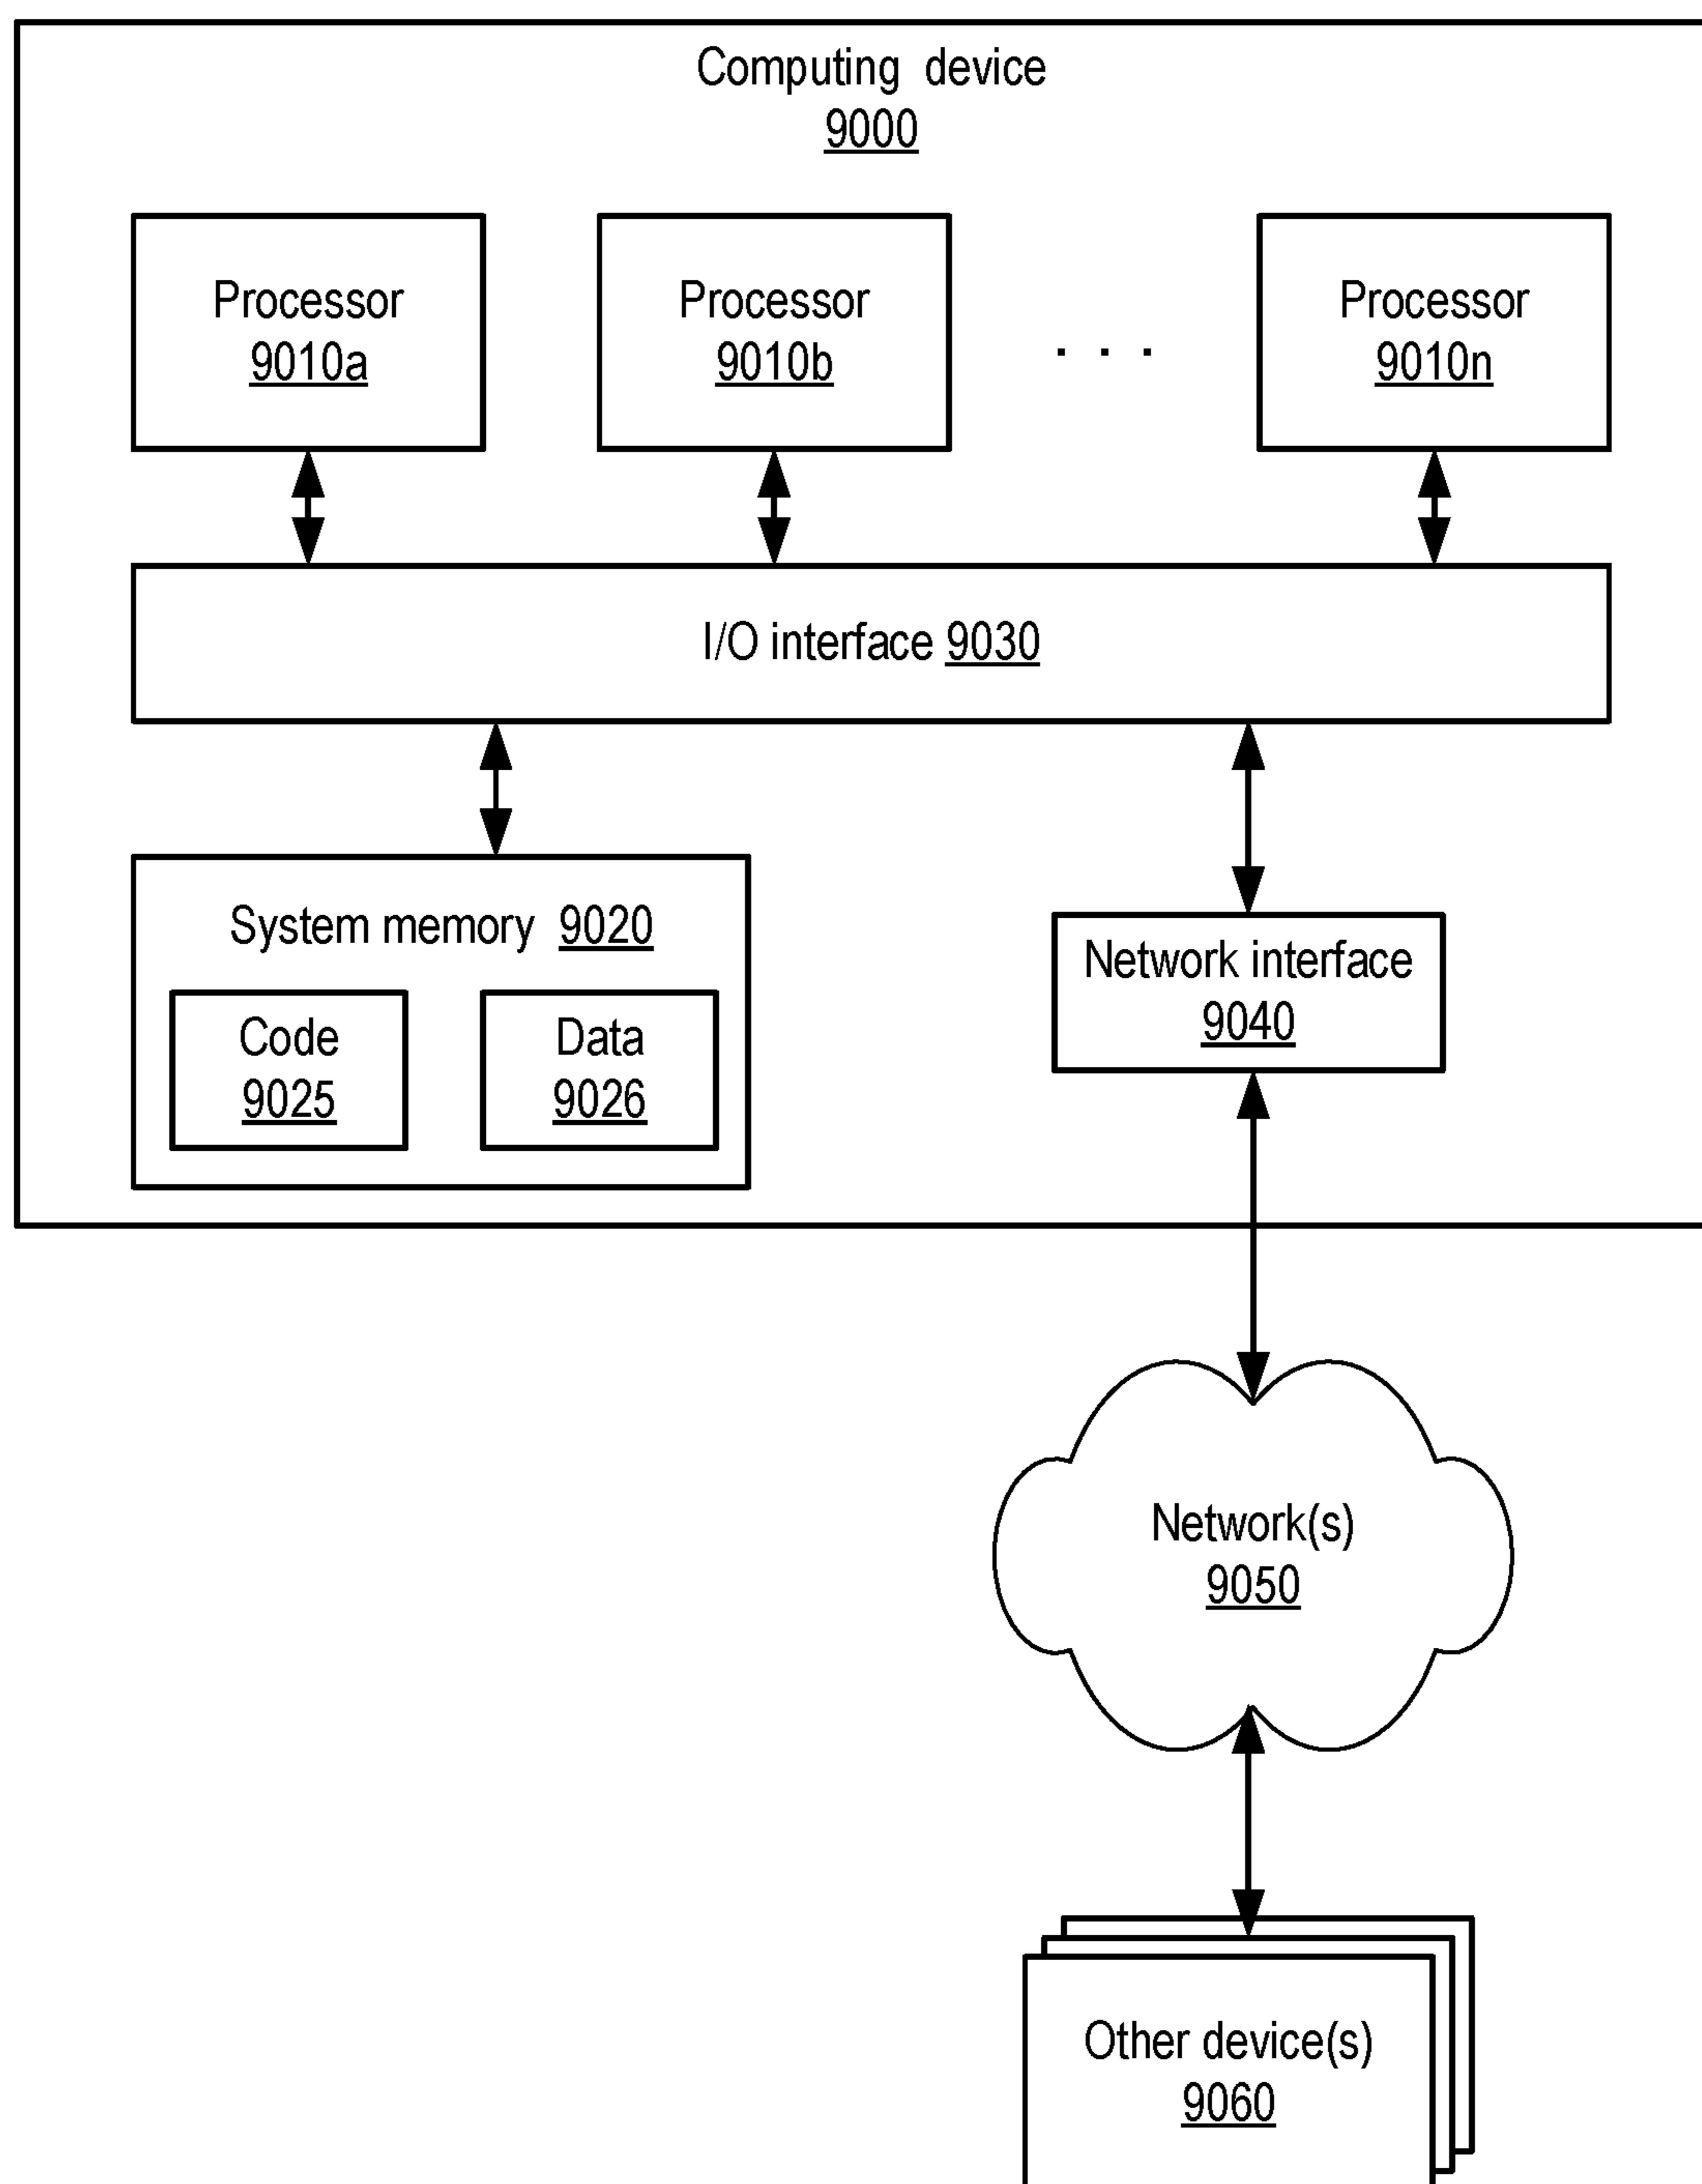 Computing device
9000
Processor
9010a
Processor
9010b
. . .
Processor
9010n
I/O interface 9030
System memory 9020
Code
9025
Data
9026
Network interface
9040
Network(s)
9050
Other device(s)
9060